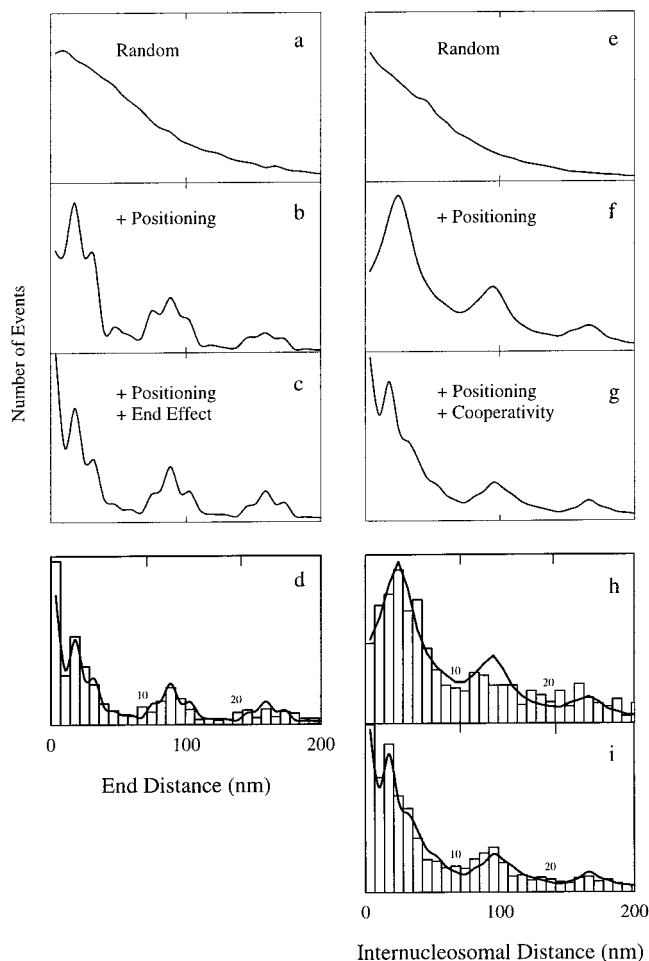 a
Random
b
+ Positioning
c
+ Positioning
+ End Effect
d
10
20
0
100
200
End Distance (nm)
Number of Events
e
Random
f
+ Positioning
g
+ Positioning
+ Cooperativity
h
10
20
i
10
20
0
100
200
Internucleosomal Distance (nm)